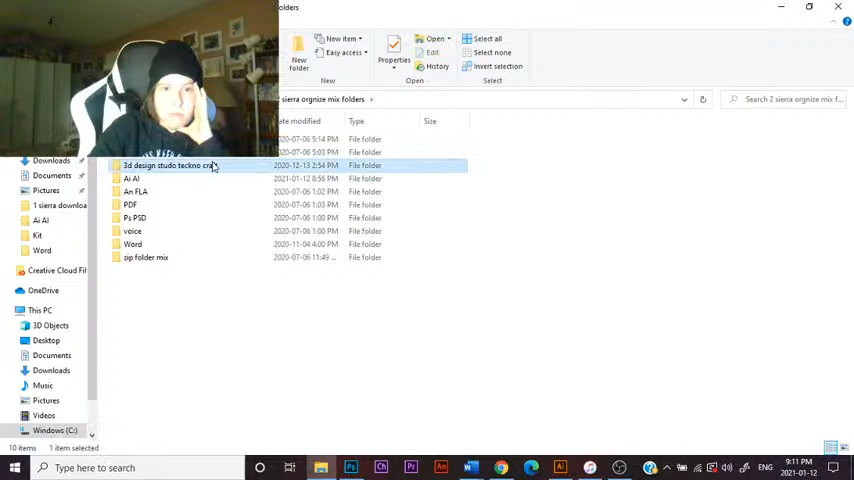 olders
New item
Easy access
New folder
Properties
Open
Edit
History
Select all
Select none
Invert selection
New
Open
Select
sierra orgnize mix folders
Search 2 sierra orgnize mix f...
ate modified
Type
Size
2020-07-06 5:14 PM File folder
2020-07-06 5:03 PM File folder
3d design studo teckno cra 2020-12-13 2:54 PM File folder
Ai AI 2021-01-12 8:56 PM File folder
An FLA 2020-07-06 1:02 PM File folder
PDF 2020-07-06 1:03 PM File folder
Ps PSD 2020-07-06 1:00 PM File folder
voice 2020-07-06 1:00 PM File folder
Word 2020-11-04 4:00 PM File folder
zip folder mix 2020-07-06 11:49 ... File folder
Downloads
Documents
Pictures
1 sierra downloa
Ai AI
Kit
Word
Creative Cloud Fil
OneDrive
This PC
3D Objects
Desktop
Documents
Downloads
Music
Pictures
Videos
Windows (C:)
10 items 1 item selected
Type here to search
Ps
Ch
Pr
An
Ai
ENG
9:11 PM
2021-01-12